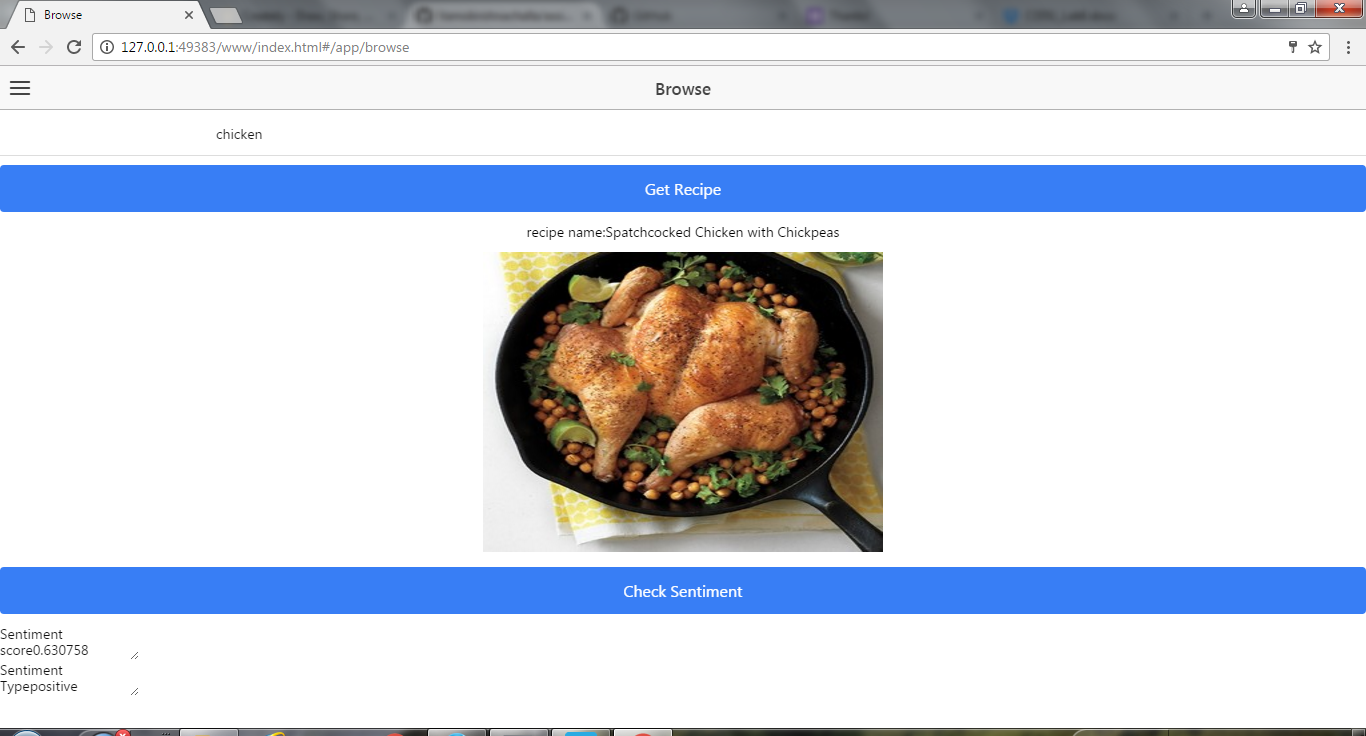 Browse
127.0.0.1:49383/www/index.html#/app/browse
Browse
chicken
Get Recipe
recipe name:Spatchcocked Chicken with Chickpeas
Check Sentiment
Sentiment
score0.630758
Sentiment
Typepositive